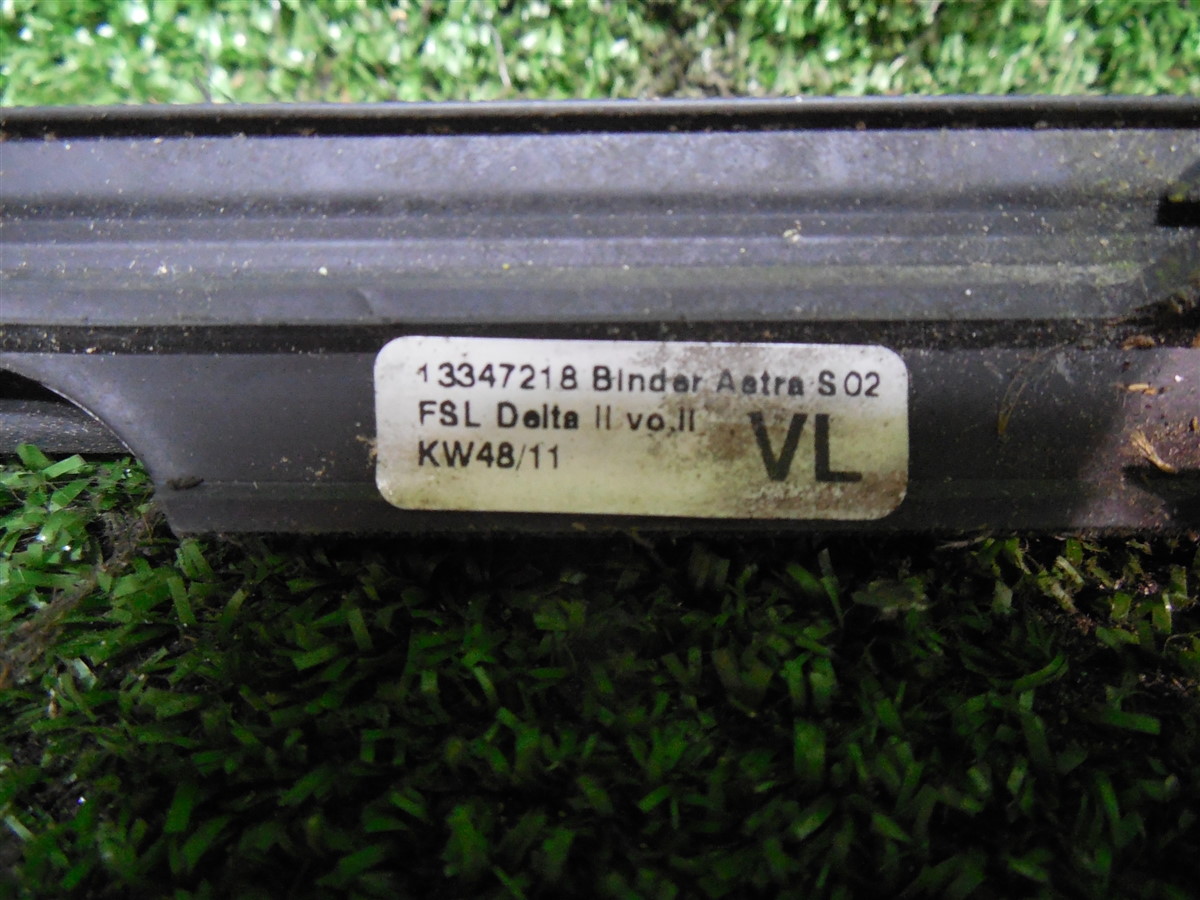 13347218 Binder Astra S 02
FSL Delta II vo.li
KW48/11
VL